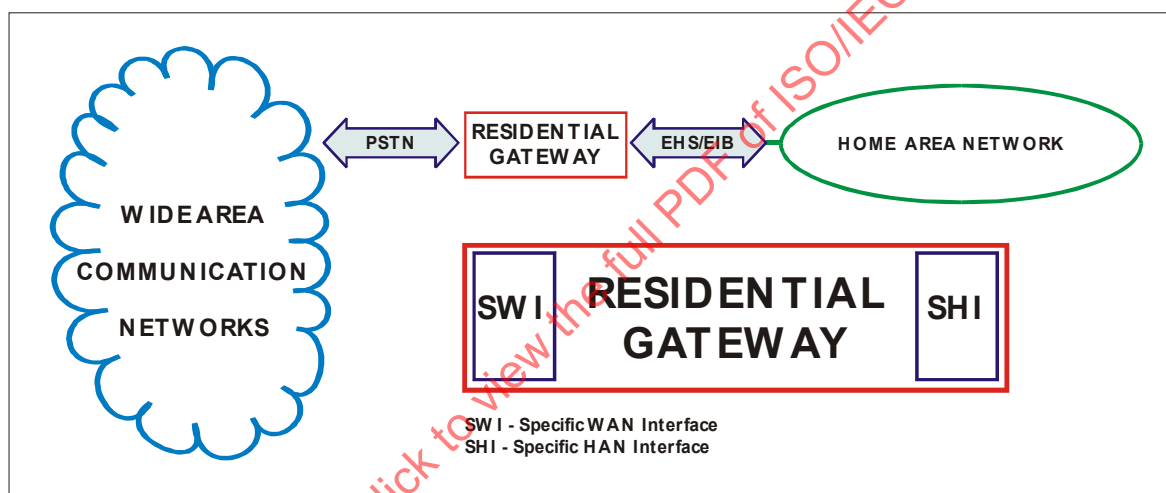 WIDE AREA
COMMUNICATION
NETWORKS
PSTN
RESIDENTIAL
GATEWAY
EHS/EIB
HOME AREA NETWORK
SWI
RESIDENTIAL
GATEWAY
SHI
SWI - Specific WAN Interface
SHI - Specific HAN Interface
lick to view the full PDF of ISO/IEC